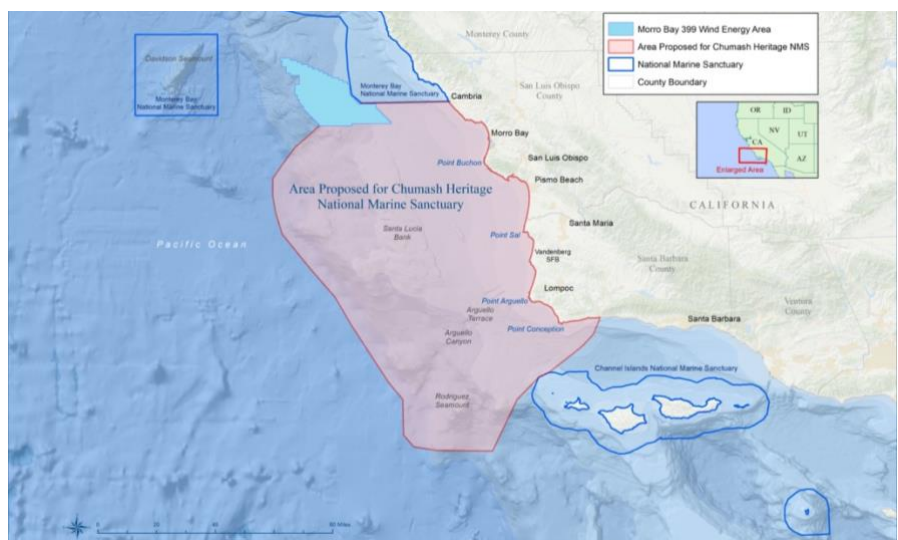 Morro Bay 399 Wind Energy Area
Area Proposed for Chumash Heritage NMS
National Marine Sanctuary
County Boundary
Monterey County
San Luis Obispo
County
Davidson Seamount
Monterey Bay
National Marine Sanctuary
Monterey Bay
National Marine Sanctuary
Cambria
OR
ID
NV
UT
CA
AZ
Enlarged Area
Morro Bay
Point Buchon
San Luis Obispo
Pismo Beach
Area Proposed for Chumash Heritage
National Marine Sanctuary
CALIFORNIA
Santa Lucia
Bank
Santa Maria
Point Sal
Pacific Ocean
Vandenberg
SFB
Santa Barbara
County
Lompoc
Point Arguello
Ventura
County
Arguello
Terrace
Santa Barbara
Point Conception
Arguello
Canyon
Channel Islands National Marine Sanctuary
Rodriguez
Seamount
0
20
40
80 Miles